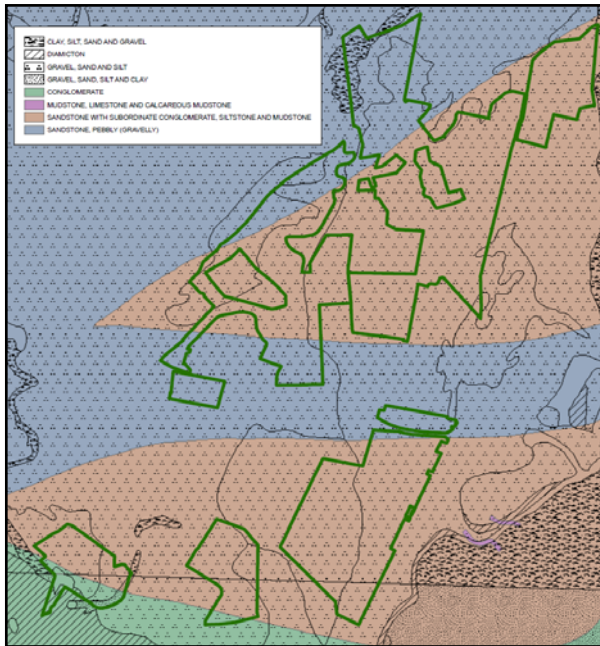 CLAY, SILT, SAND AND GRAVEL
DIAMICTON
GRAVEL, SAND AND SILT
GRAVEL, SAND, SILT AND CLAY
CONGLOMERATE
MUDSTONE, LIMESTONE AND CALCAREOUS MUDSTONE
SANDSTONE WITH SUBORDINATE CONGLOMERATE, SILTSTONE AND MUDSTONE
SANDSTONE, PEBBLY (GRAVELLY)